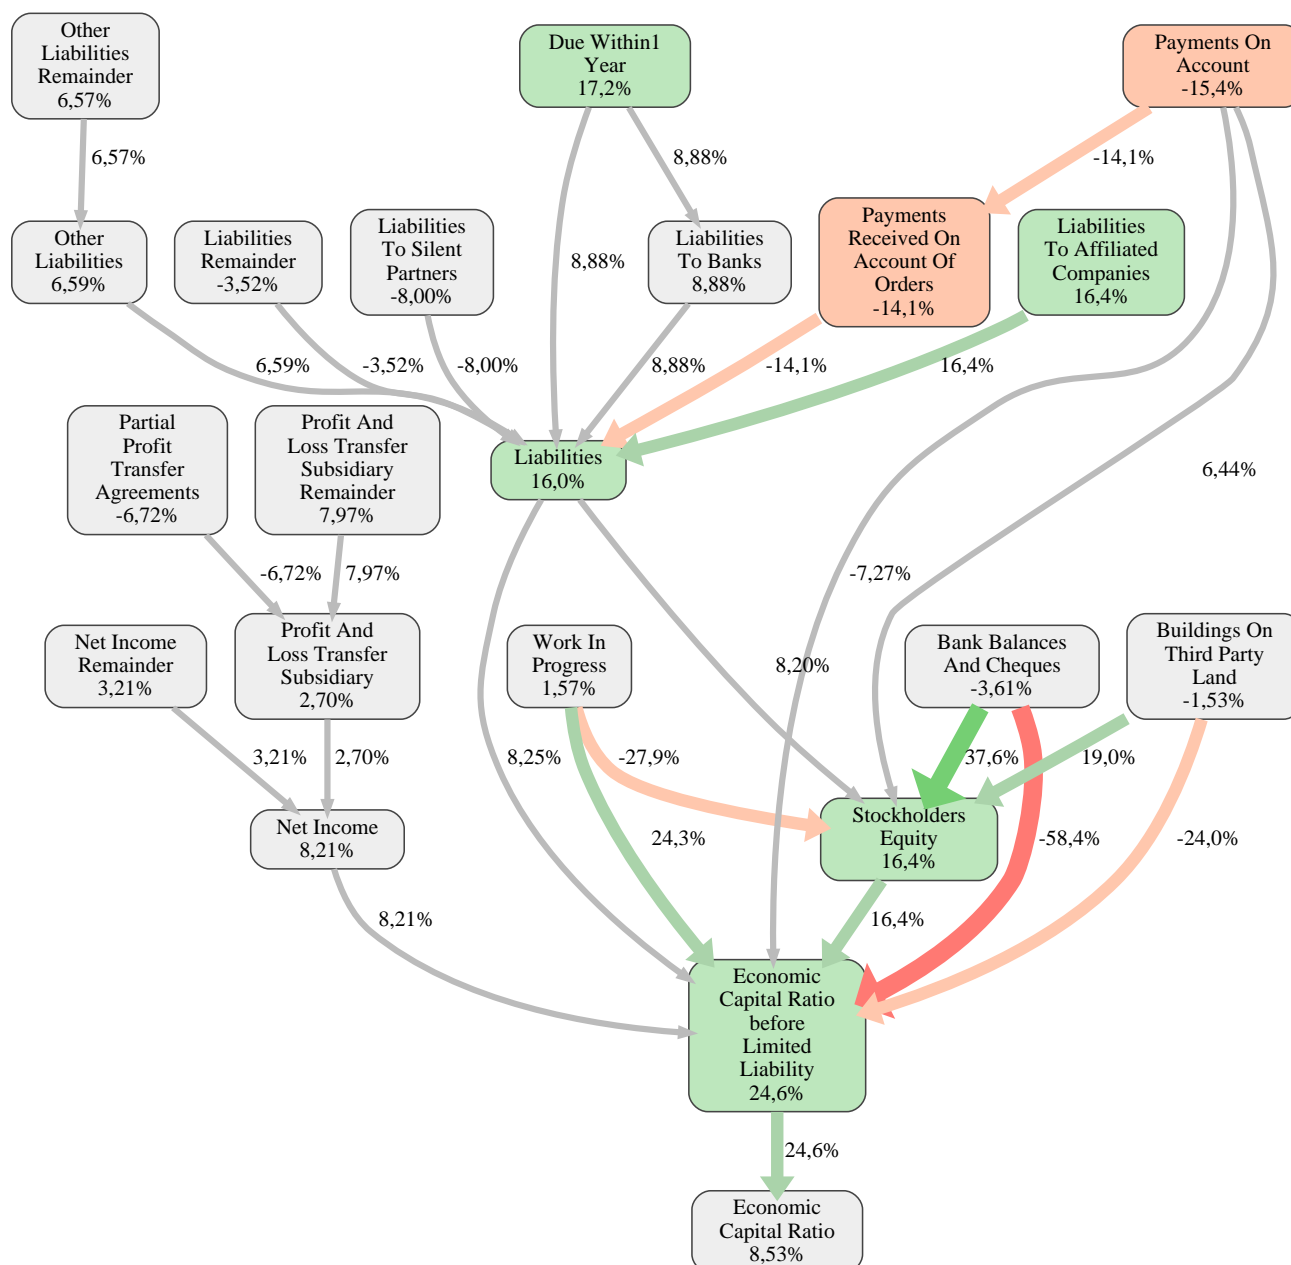 Other
Liabilities
Remainder
6,57%
Due Within1
Year
17,2%
Payments On
Account
-15,4%
6,57%
8,88%
-14,1%
Other
Liabilities
6,59%
Liabilities
Remainder
-3,52%
Liabilities
To Silent
Partners
-8,00%
8,88%
Liabilities
To Banks
8,88%
Payments
Received On
Account Of
Orders
-14,1%
Liabilities
To Affiliated
Companies
16,4%
6,59%
-3,52%
-8,00%
8,88%
-14,1%
16,4%
Partial
Profit
Transfer
Agreements
-6,72%
Profit And
Loss Transfer
Subsidiary
Remainder
7,97%
Liabilities
16,0%
6,44%
-6,72%
7,97%
-7,27%
Net Income
Remainder
3,21%
Profit And
Loss Transfer
Subsidiary
2,70%
Work In
Progress
1,57%
8,20%
Bank Balances
And Cheques
-3,61%
Buildings On
Third Party
Land
-1,53%
3,21%
2,70%
8,25%
-27,9%
37,6%
19,0%
Net Income
8,21%
24,3%
Stockholders
Equity
16,4%
-58,4%
-24,0%
8,21%
16,4%
Economic
Capital Ratio
before
Limited
Liability
24,6%
24,6%
Economic
Capital Ratio
8,53%